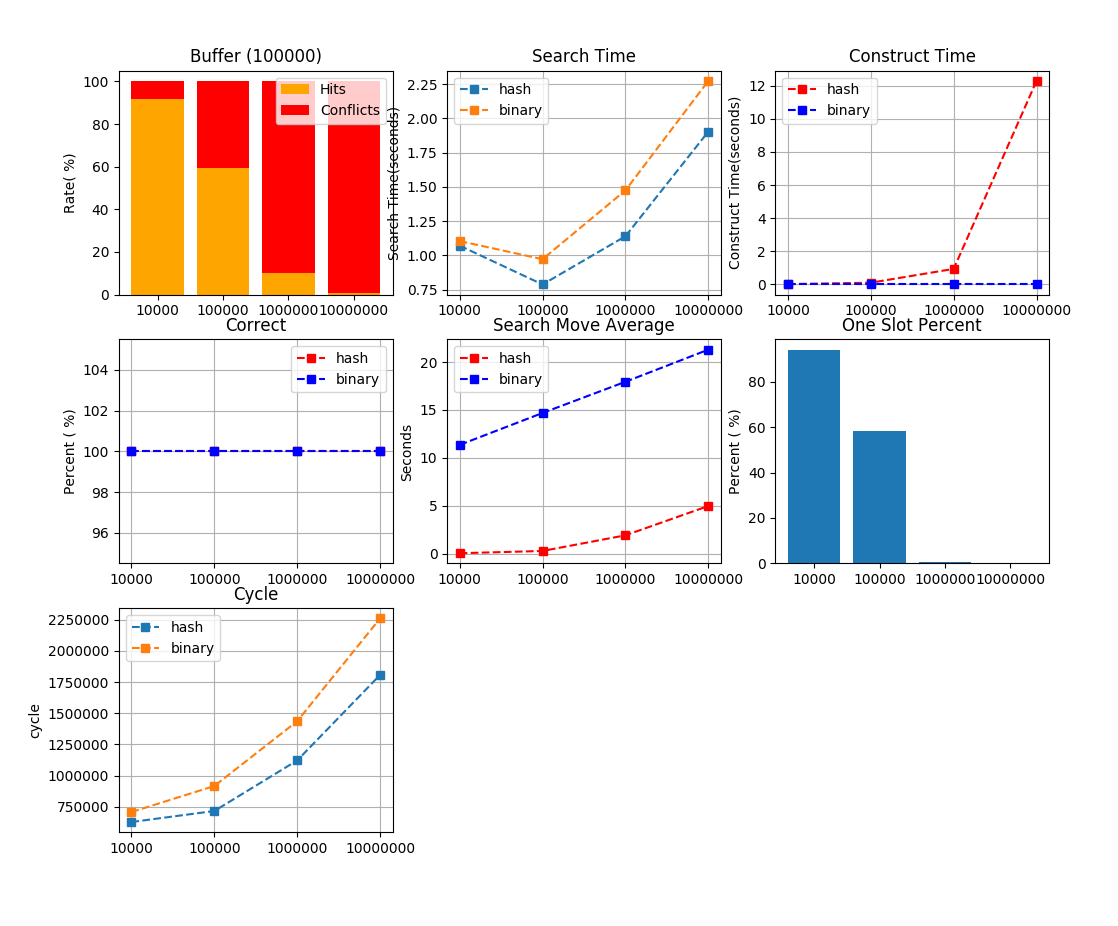 Buffer (100000)
Hits
Conflicts
Rate( %)
100
80
60
40
20
0
10000 100000 1000000 10000000
Search Time
hash
binary
Search Time(seconds)
2.25
2.00
1.75
1.50
1.25
1.00
0.75
10000 100000 1000000 10000000
Construct Time
hash
binary
Construct Time(seconds)
12
10
8
6
4
2
0
10000 100000 1000000 10000000
Correct
hash
binary
Percent ( %)
104
102
100
98
96
10000 100000 1000000 10000000
Search Move Average
hash
binary
Seconds
20
15
10
5
0
10000 100000 1000000 10000000
One Slot Percent
Percent ( %)
80
60
40
20
0
10000 100000 1000000 10000000
Cycle
hash
binary
cycle
2250000
2000000
1750000
1500000
1250000
1000000
750000
10000 100000 1000000 10000000